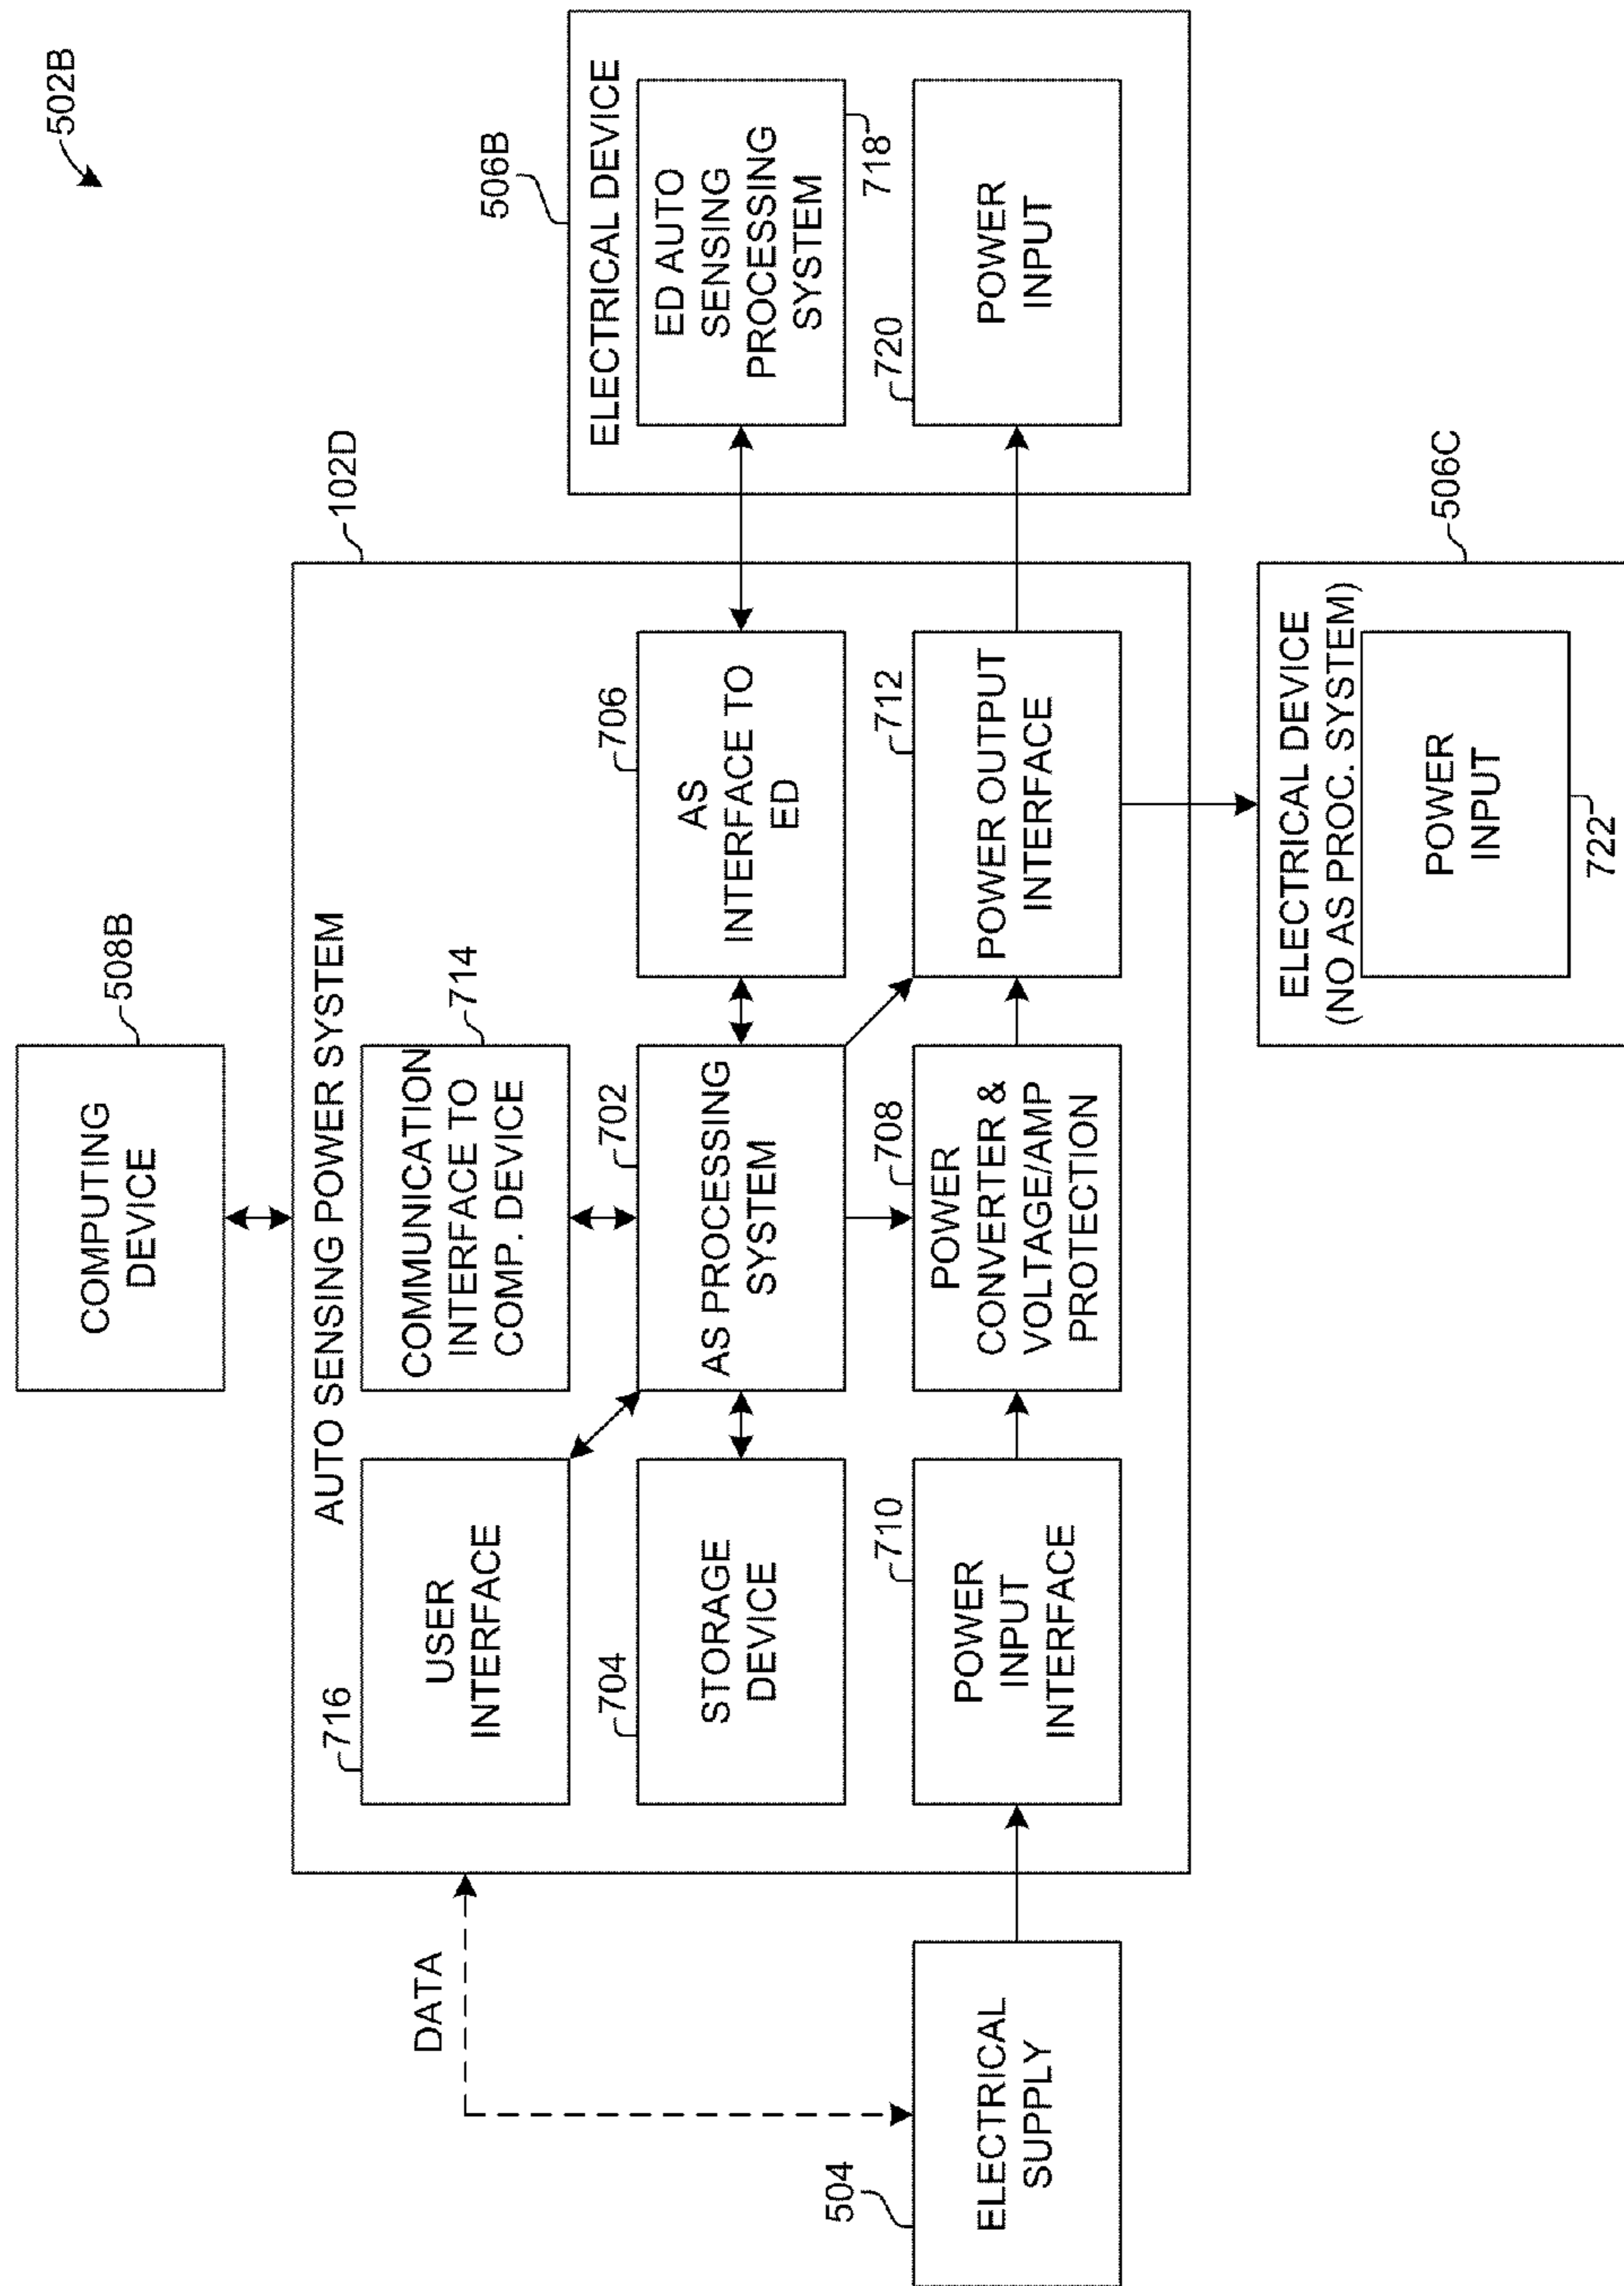 502B
COMPUTING
DEVICE
508B
AUTO SENSING POWER SYSTEM
102D
DATA
716
USER
INTERFACE
COMMUNICATION
INTERFACE TO
COMP. DEVICE
714
704
STORAGE
DEVICE
702
AS PROCESSING
SYSTEM
706
AS
INTERFACE TO
ED
710
POWER
INPUT
INTERFACE
708
POWER
CONVERTER &
VOLTAGE/AMP
PROTECTION
712
POWER OUTPUT
INTERFACE
504
ELECTRICAL
SUPPLY
506B
ELECTRICAL DEVICE
ED AUTO
SENSING
PROCESSING
SYSTEM
718
720
POWER
INPUT
506C
ELECTRICAL DEVICE
(NO AS PROC. SYSTEM)
POWER
INPUT
722